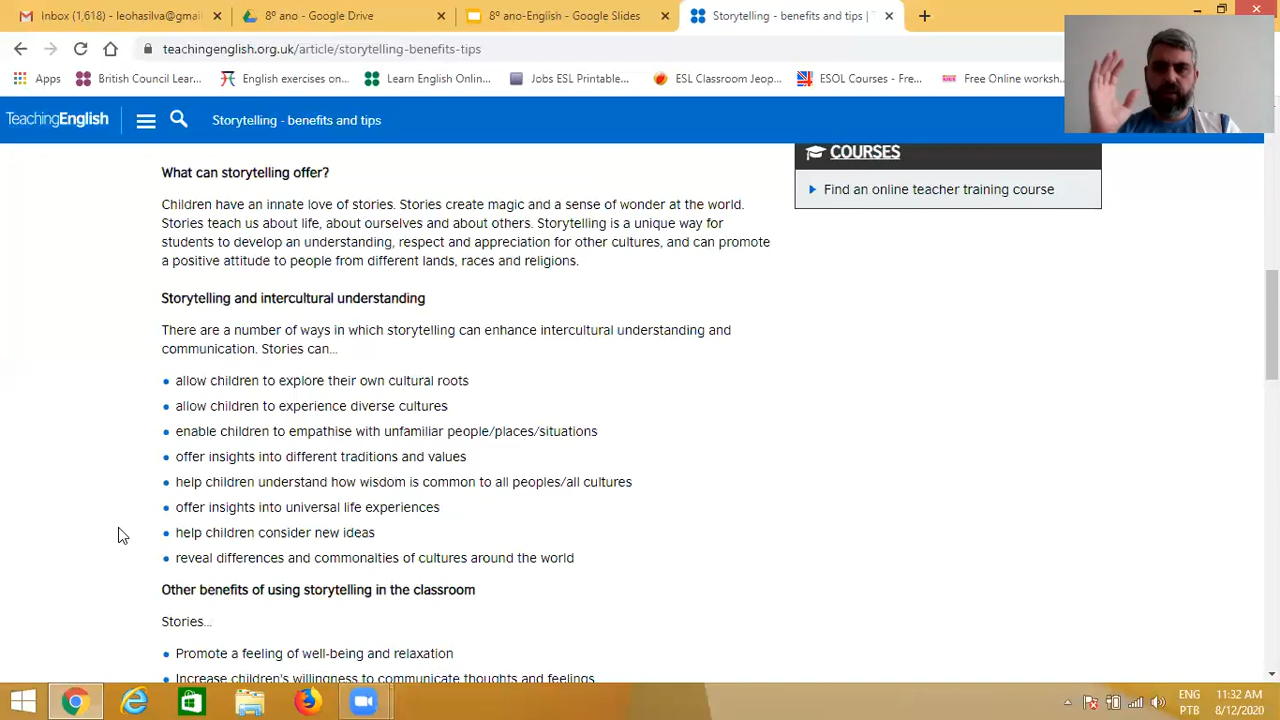 Inbox (1,618) - leohasilva@gmai
8º ano - Google Drive
8º ano-English - Google Slides
Storytelling - benefits and tips | T
teachingenglish.org.uk/article/storytelling-benefits-tips
Apps
British Council Lear...
English exercises on...
Learn English Onlin...
Jobs ESL Printable...
ESL Classroom Jeop...
ESOL Courses - Fre...
Free Online worksh...
TeachingEnglish
Storytelling - benefits and tips
COURSES
Find an online teacher training course
What can storytelling offer?
Children have an innate love of stories. Stories create magic and a sense of wonder at the world.
Stories teach us about life, about ourselves and about others. Storytelling is a unique way for
students to develop an understanding, respect and appreciation for other cultures, and can promote
a positive attitude to people from different lands, races and religions.
Storytelling and intercultural understanding
There are a number of ways in which storytelling can enhance intercultural understanding and
communication. Stories can...
allow children to explore their own cultural roots
allow children to experience diverse cultures
enable children to empathise with unfamiliar people/places/situations
offer insights into different traditions and values
help children understand how wisdom is common to all peoples/all cultures
offer insights into universal life experiences
help children consider new ideas
reveal differences and commonalties of cultures around the world
Other benefits of using storytelling in the classroom
Stories...
Promote a feeling of well-being and relaxation
Increase children's willingness to communicate thoughts and feelings
ENG
PTB
11:32 AM
8/12/2020